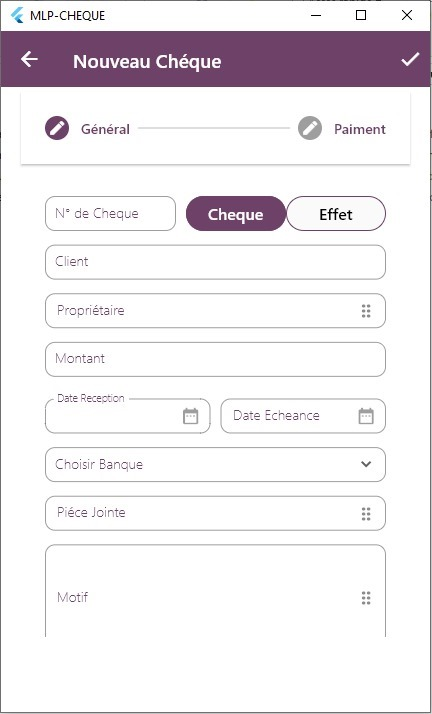 MLP-CHEQUE
Nouveau Chéque
Général
Paiment
N° de Cheque
Cheque
Effet
Client
Propriétaire
Montant
Date Reception
Date Echeance
Choisir Banque
Piéce Jointe
Motif